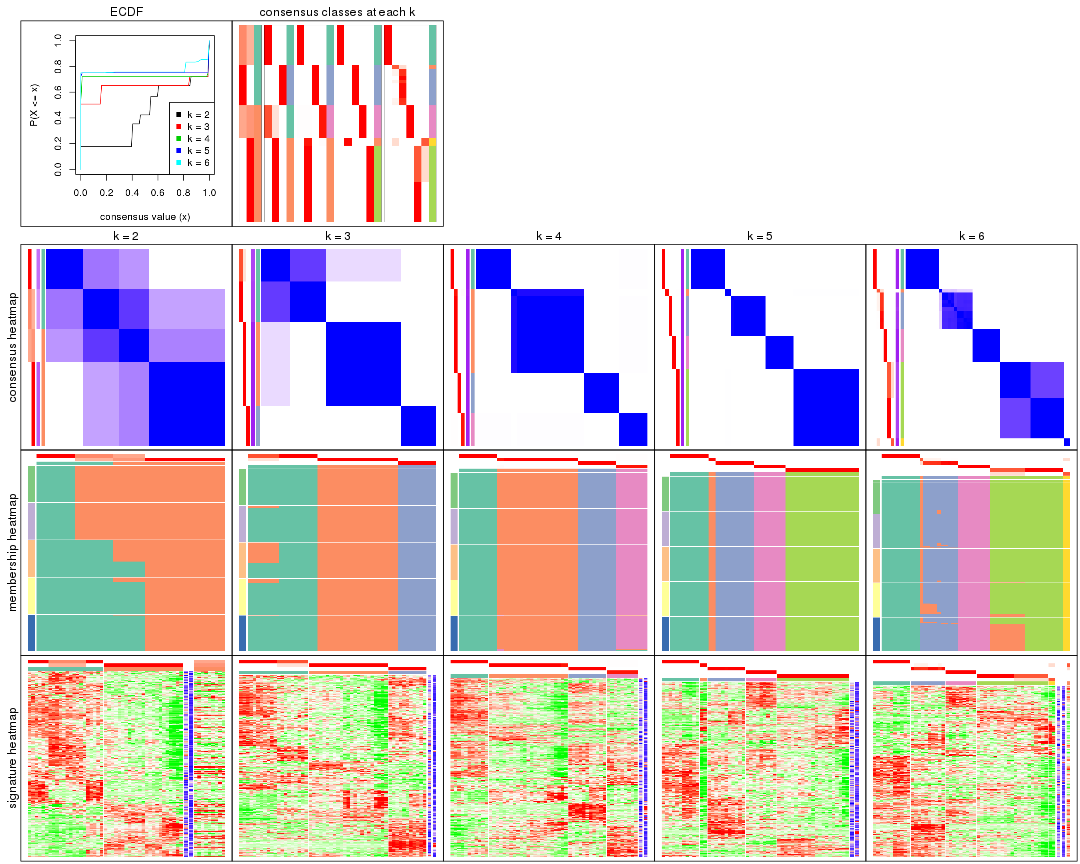 ECDF
consensus classes at each k
P(X <= x)
1.0
0.8
0.6
0.4
0.2
0.0
k = 2
k = 3
k = 4
k = 5
k = 6
0.0 0.2 0.4 0.6 0.8 1.0
consensus value (x)
k = 2
k = 3
k = 4
k = 5
k = 6
consensus heatmap
membership heatmap
signature heatmap